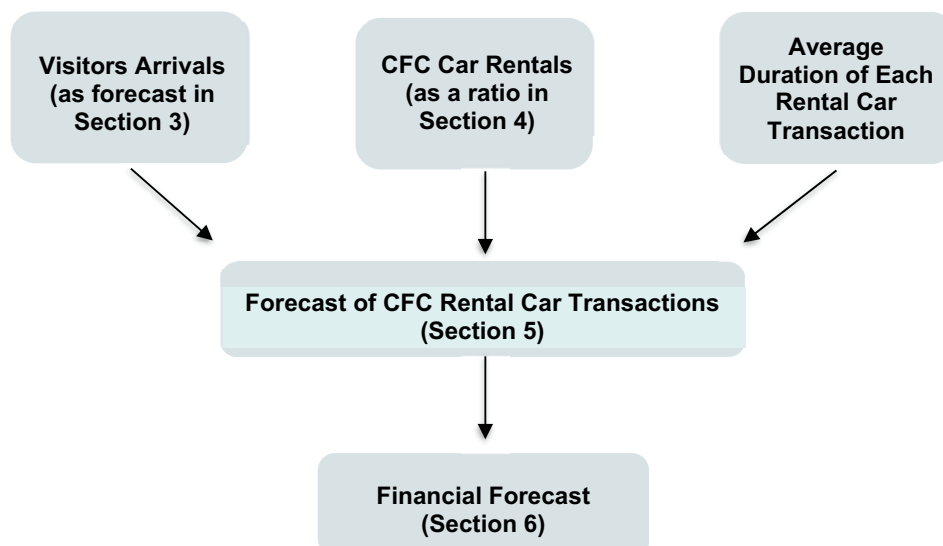 Visitors Arrivals
(as forecast in
Section 3)
CFC Car Rentals
(as a ratio in
Section 4)
Average
Duration of Each
Rental Car
Transaction
Forecast of CFC Rental Car Transactions
(Section 5)
Financial Forecast
(Section 6)